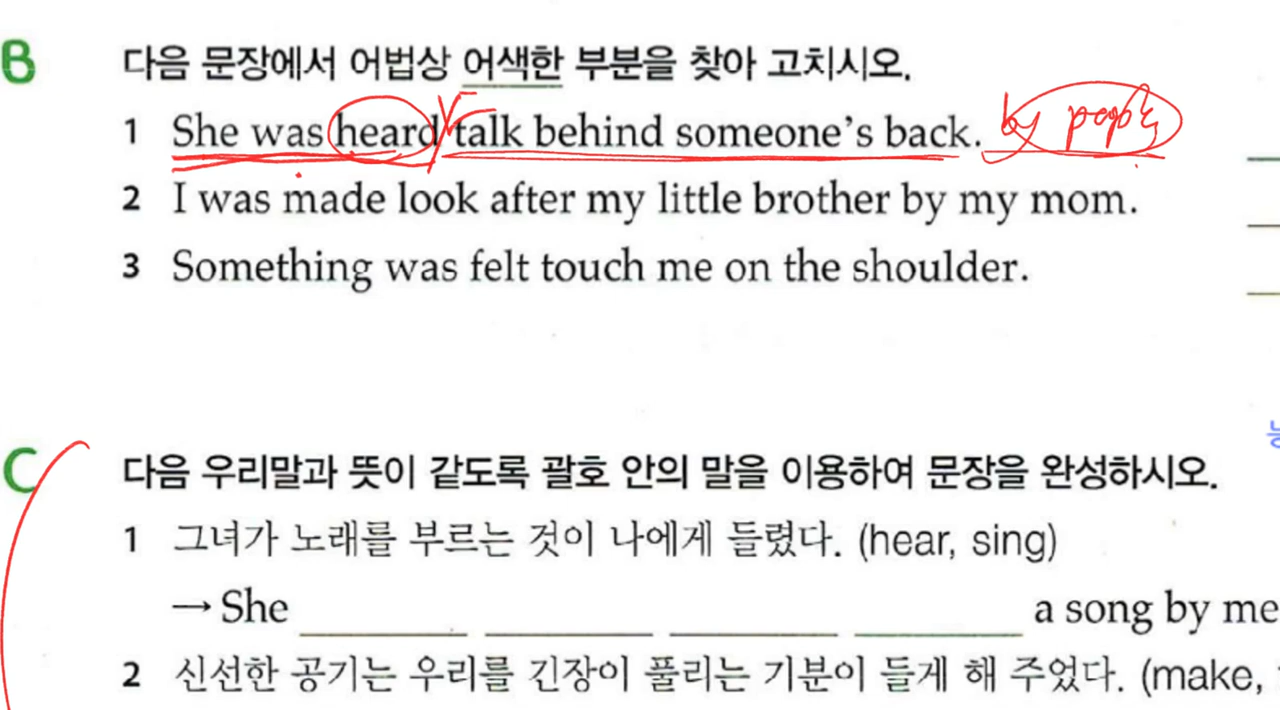 B 다음 문장에서 어법상 어색한 부분을 찾아 고치시오.
1 She was heard talk behind someone's back. by people
2 I was made look after my little brother by my mom.
3 Something was felt touch me on the shoulder.
C 다음 우리말과 뜻이 같도록 괄호 안의 말을 이용하여 문장을 완성하시오.
1 그녀가 노래를 부르는 것이 나에게 들렸다. (hear, sing)
→ She a song by me
2 신선한 공기는 우리를 긴장이 풀리는 기분이 들게 해 주었다. (make,